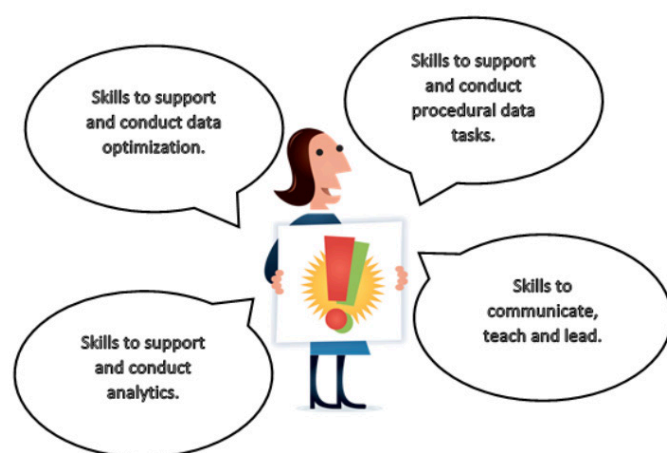 Skills to support
and conduct data
optimization.
Skills to support
and conduct
procedural data
tasks.
Skills to support
and conduct
analytics.
Skills to
communicate,
teach and lead.